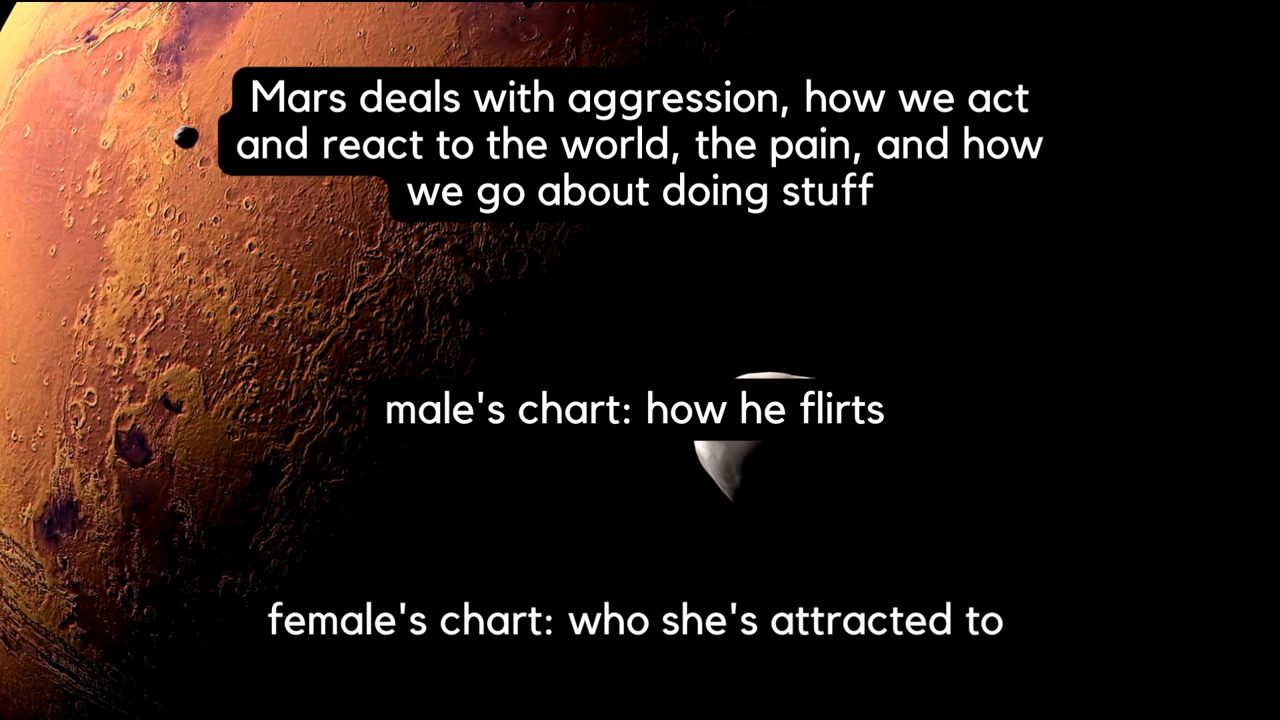 Mars deals with aggression, how we act
and react to the world, the pain, and how
we go about doing stuff
male's chart: how he flirts
female's chart: who she's attracted to